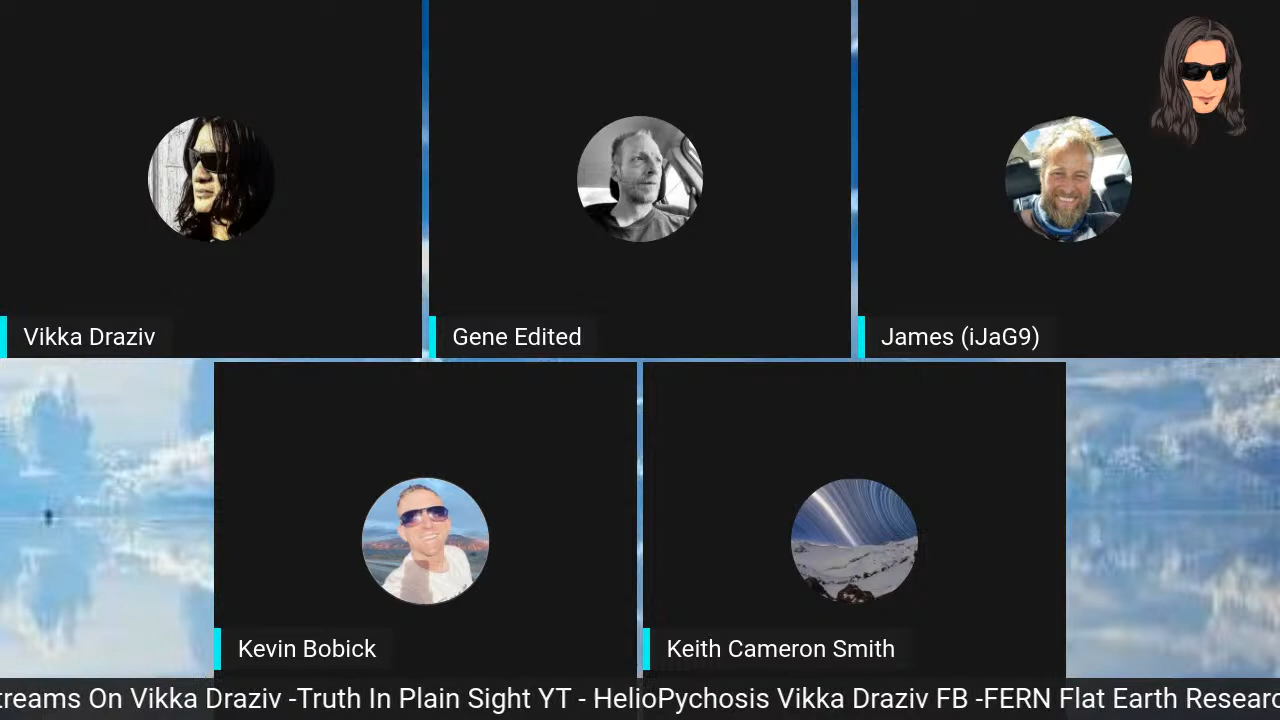 Vikka Draziv
Gene Edited
James (iJaG9)
Kevin Bobick
Keith Cameron Smith
treams On Vikka Draziv -Truth In Plain Sight YT - HelioPychosis Vikka Draziv FB -FERN Flat Earth Researc